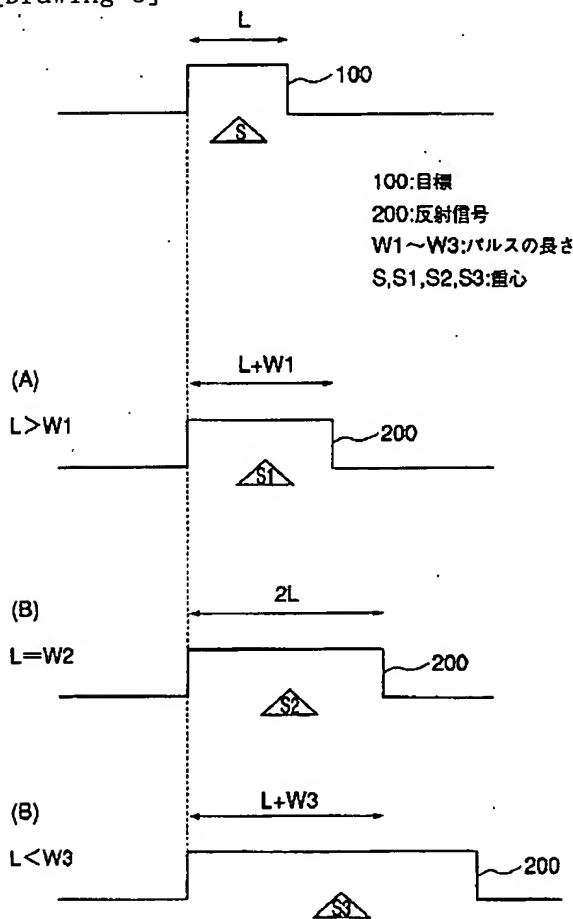 [Drawing 3]
L
100
S
100:目標
200:反射信号
W1～W3:パルスの長さ
S,S1,S2,S3:重心
(A)
L+W1
L>W1
200
S1
(B)
2L
L=W2
200
S2
(B)
L+W3
L<W3
200
S3